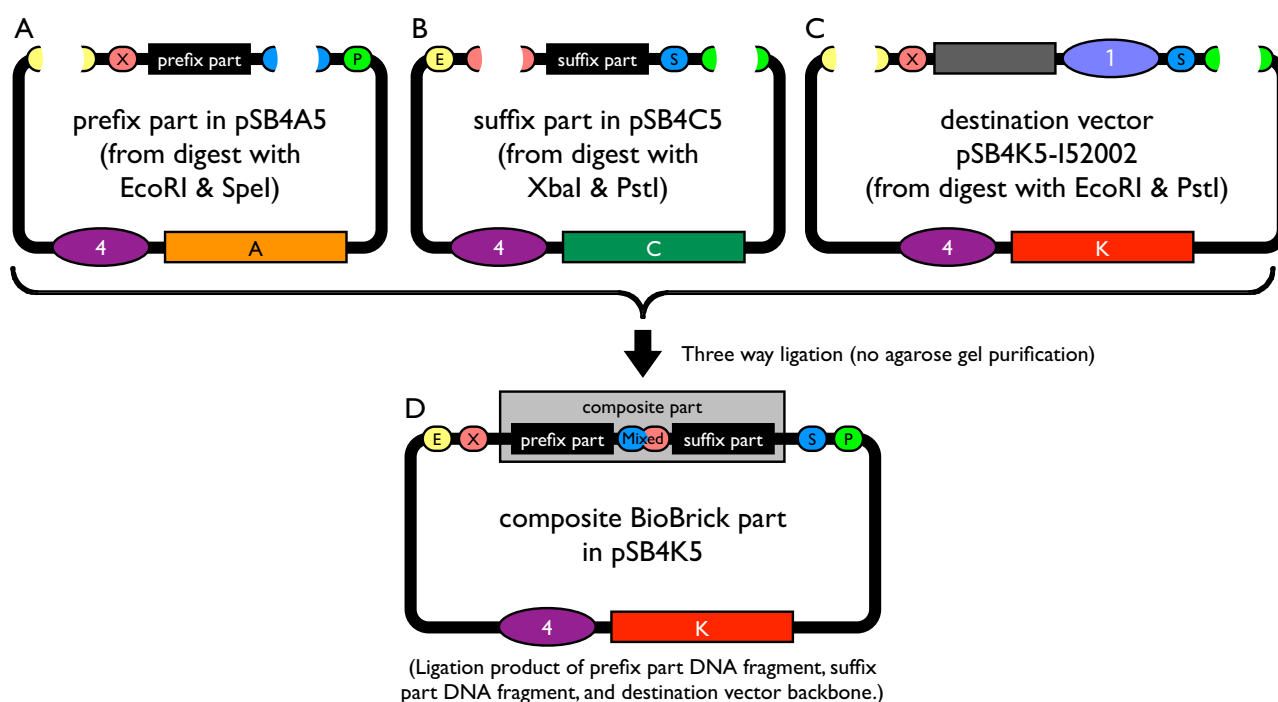 A
X
prefix part
P
prefix part in pSB4A5
(from digest with
EcoRI & SpeI)
4
A
B
E
suffix part
S
suffix part in pSB4C5
(from digest with
XbaI & PstI)
4
C
C
X
1
S
destination vector
pSB4K5-I52002
(from digest with EcoRI & PstI)
4
K
Three way ligation (no agarose gel purification)
D
composite part
E
X
prefix part
Mixed
suffix part
S
P
composite BioBrick part
in pSB4K5
4
K
(Ligation product of prefix part DNA fragment, suffix
part DNA fragment, and destination vector backbone.)